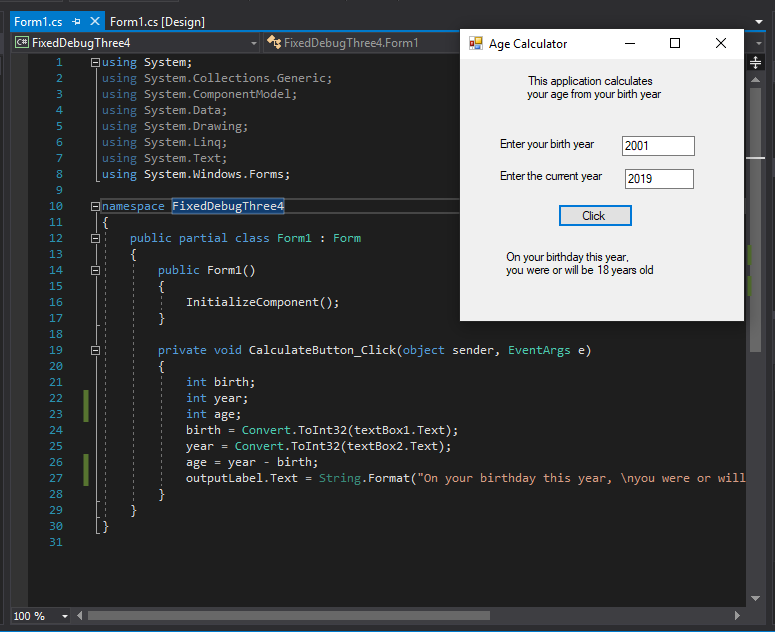 Form1.cs
Form1.cs [Design]
C# FixedDebugThree4
FixedDebugThree4.Form1
1 using System;
2 using System.Collections.Generic;
3 using System.ComponentModel;
4 using System.Data;
5 using System.Drawing;
6 using System.Linq;
7 using System.Text;
8 using System.Windows.Forms;
9
10 namespace FixedDebugThree4
11 {
12 public partial class Form1 : Form
13 {
14 public Form1()
15 {
16 InitializeComponent();
17 }
18
19 private void CalculateButton_Click(object sender, EventArgs e)
20 {
21 int birth;
22 int year;
23 int age;
24 birth = Convert.ToInt32(textBox1.Text);
25 year = Convert.ToInt32(textBox2.Text);
26 age = year - birth;
27 outputLabel.Text = String.Format("On your birthday this year, \nyou were or will
28 }
29 }
30 }
31
100 %
Age Calculator
This application calculates
your age from your birth year
Enter your birth year 2001
Enter the current year 2019
Click
On your birthday this year,
you were or will be 18 years old